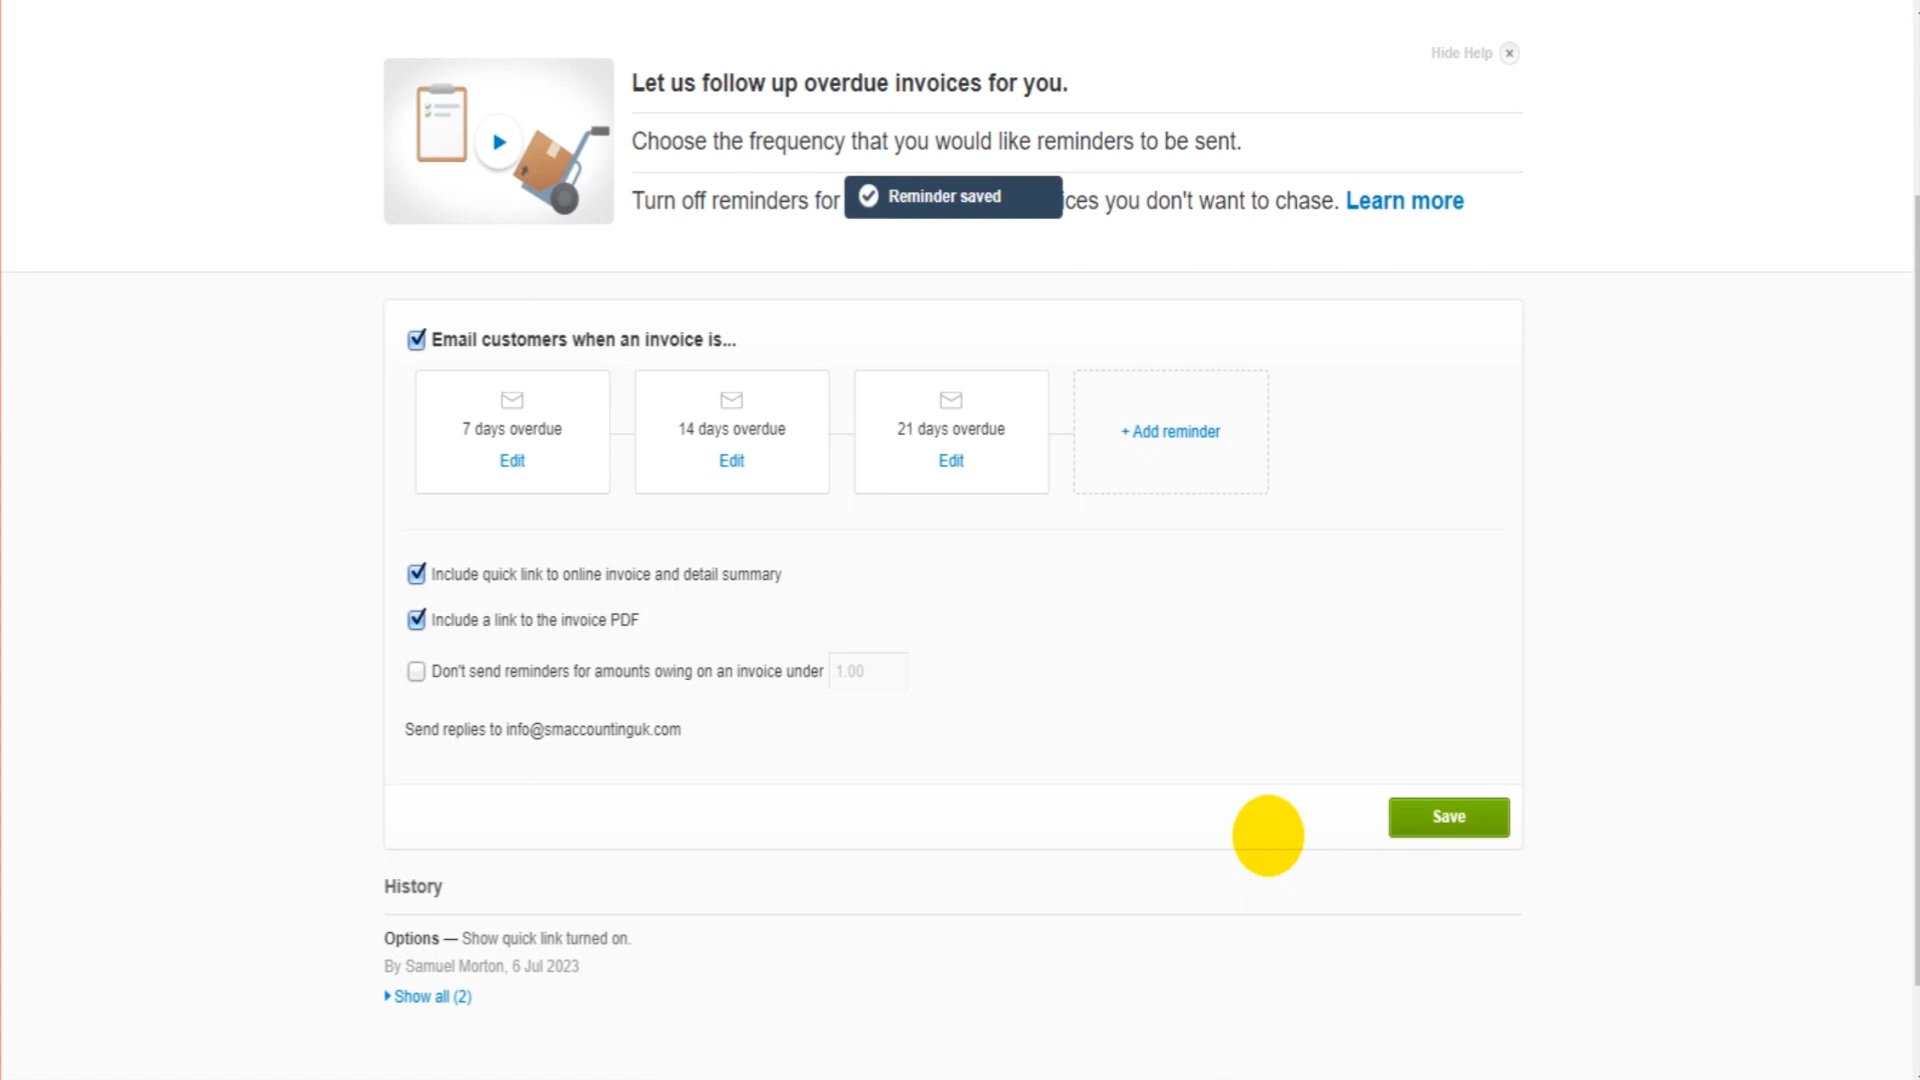 Hide Help
Let us follow up overdue invoices for you.
Choose the frequency that you would like reminders to be sent.
Turn off reminders for
Reminder saved
ces you don't want to chase. Learn more
Email customers when an invoice is...
7 days overdue
Edit
14 days overdue
Edit
21 days overdue
Edit
+ Add reminder
Include quick link to online invoice and detail summary
Include a link to the invoice PDF
Don't send reminders for amounts owing on an invoice under 1.00
Send replies to info@smaccountinguk.com
Save
History
Options — Show quick link turned on.
By Samuel Morton, 6 Jul 2023
Show all (2)